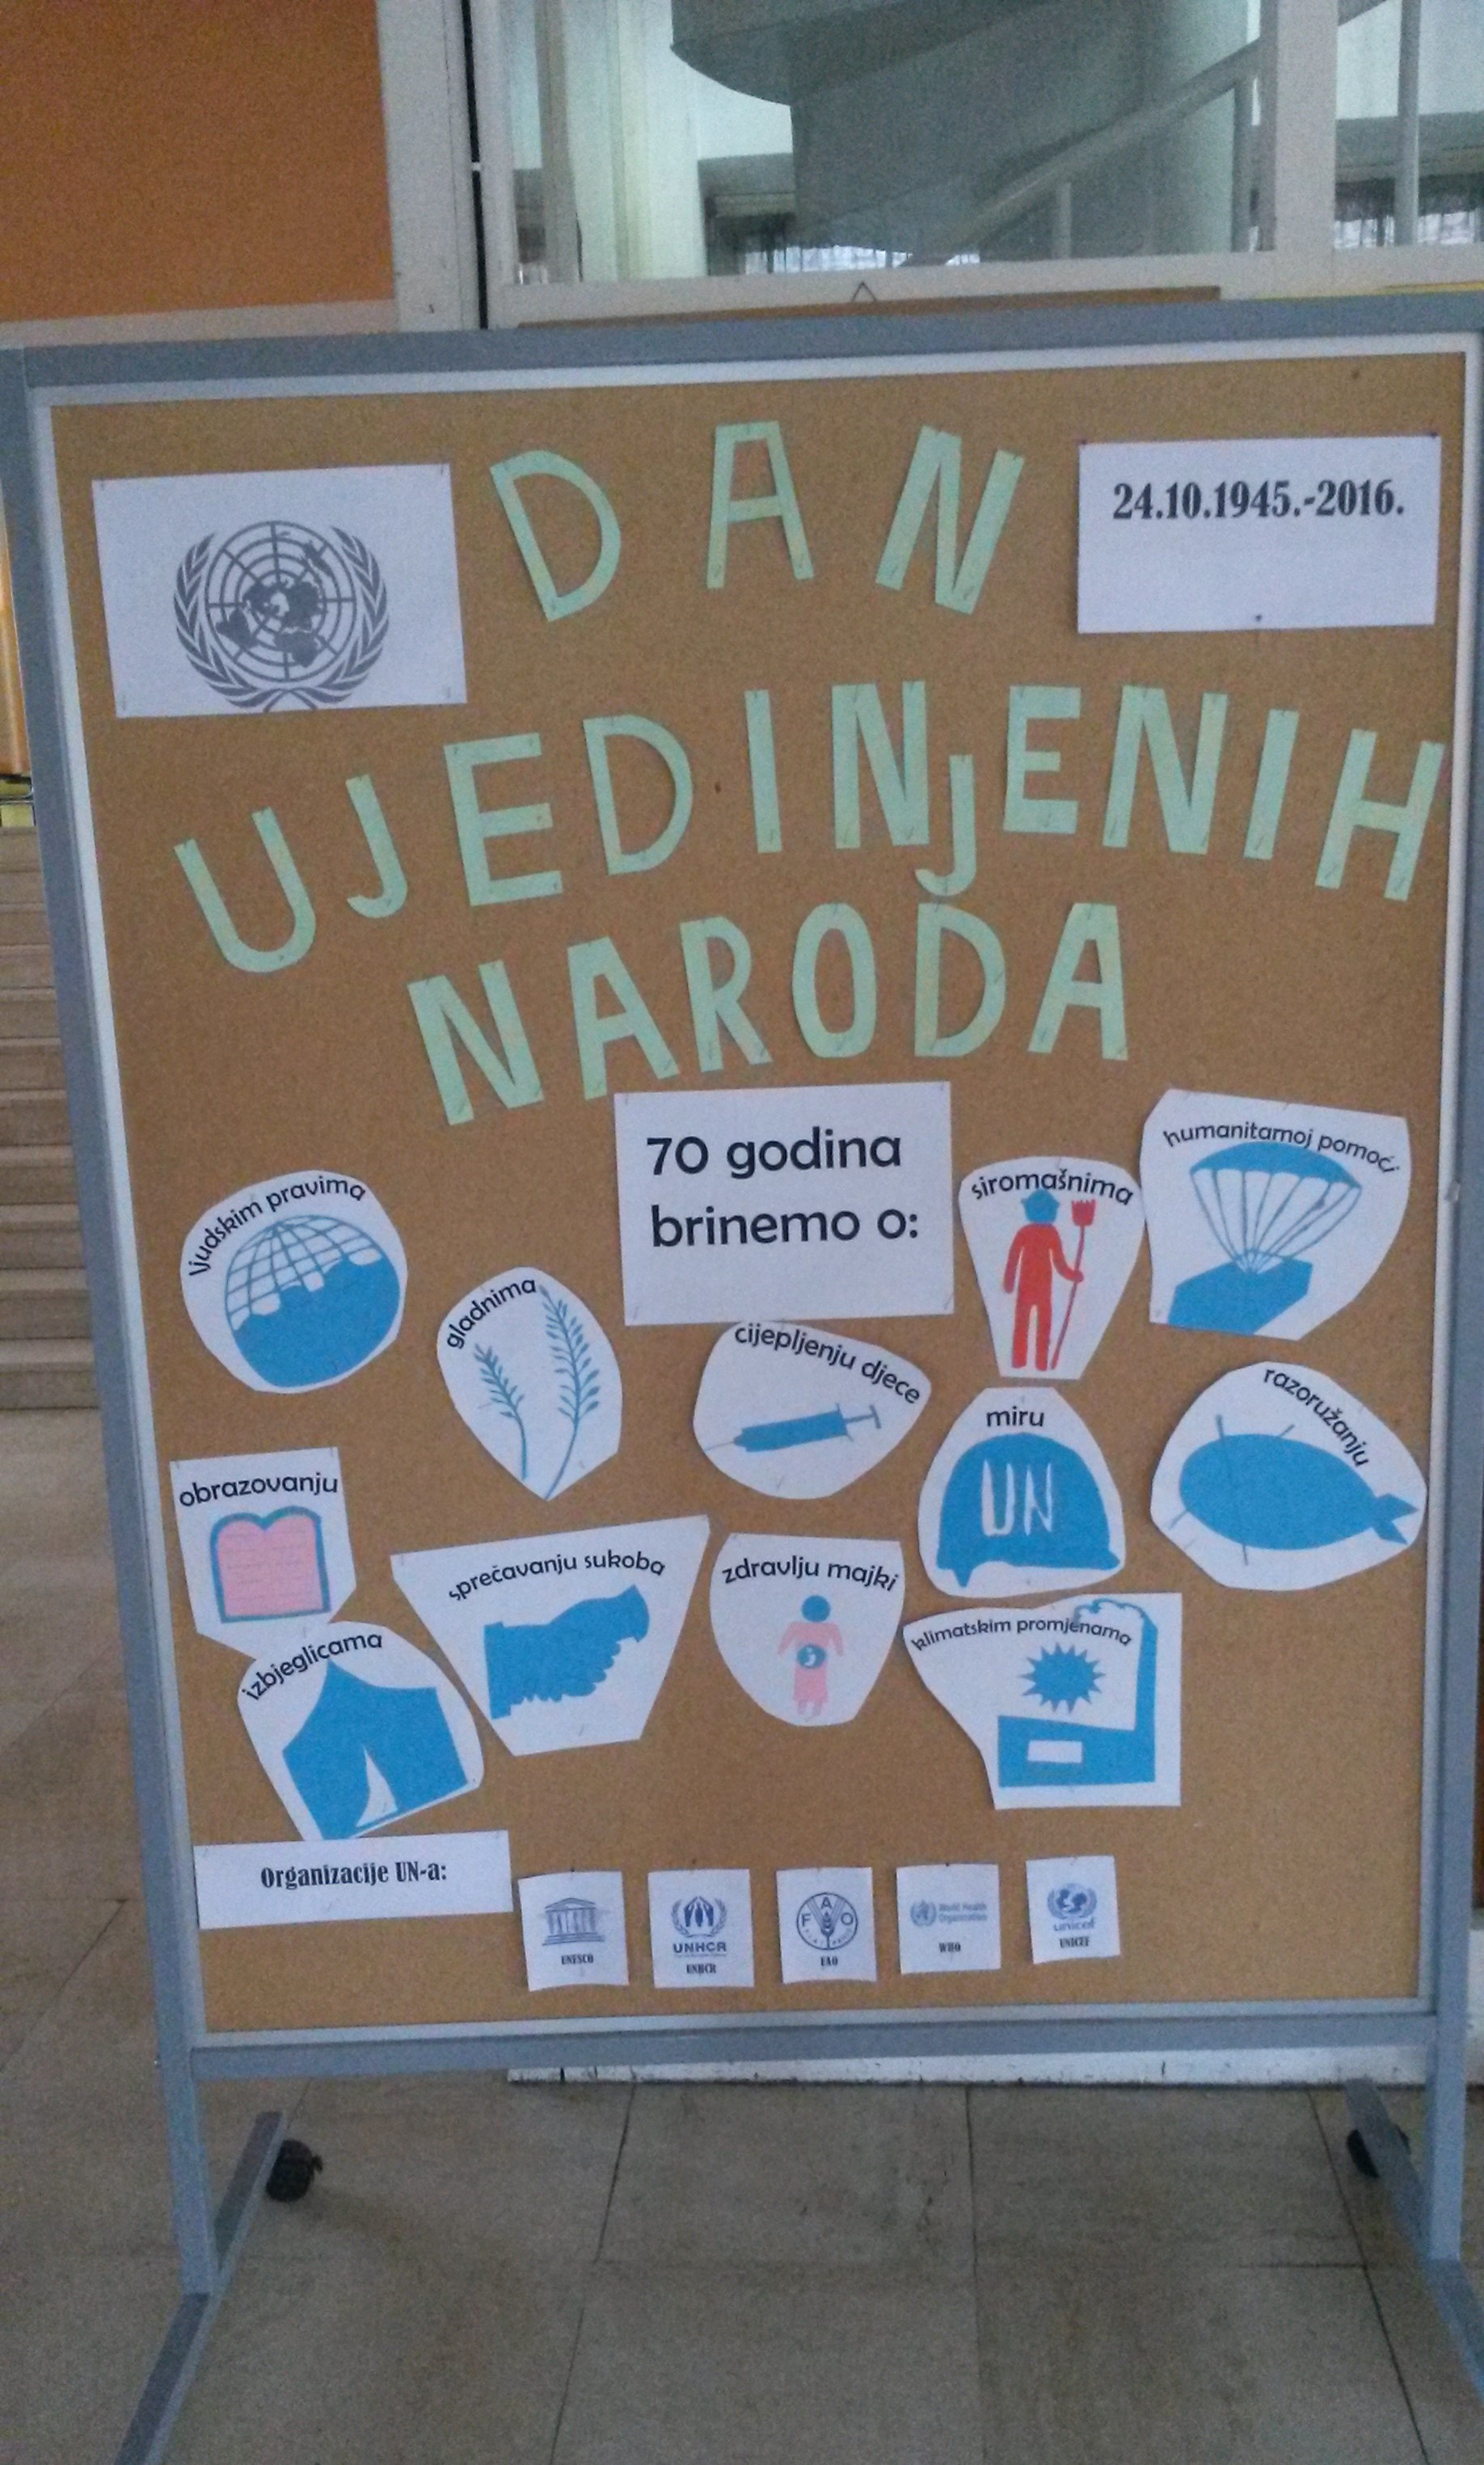 DAN
24.10.1945.-2016.
UJEDINjENIH
NARODA
70 godina
brinemo o:
ljudskim pravima
gladnima
cijepljenju djece
siromašnima
humanitarnoj pomoći
obrazovanju
sprečavanju sukoba
zdravlju majki
miru
UN
razoružanju
izbjeglicama
klimatskim promjenama
Organizacije UN-a:
UNESCO
UNHCR
UNHCR
FAO
FAO
World Health
Organization
WHO
unicef
UNICEF